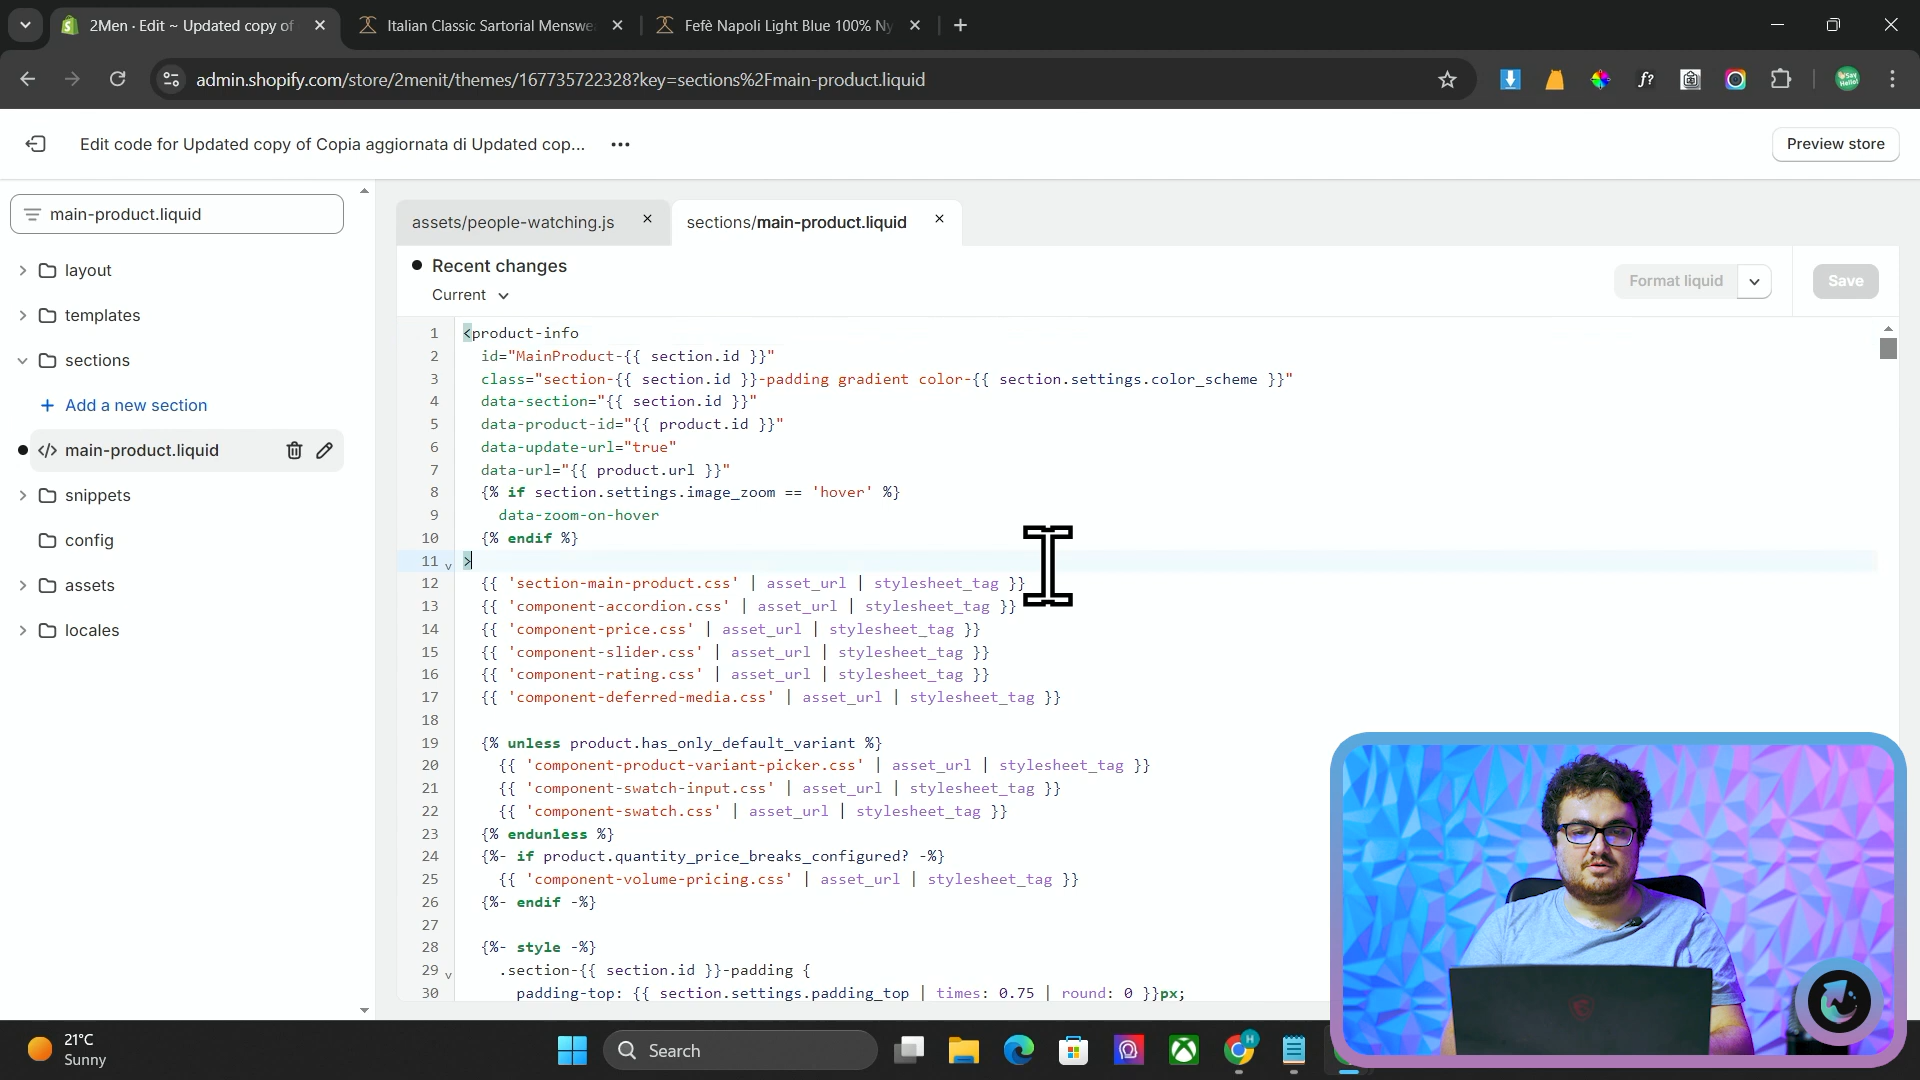 2Men · Edit ~ Updated copy of
Italian Classic Sartorial Menswe
Fefè Napoli Light Blue 100% Ny
admin.shopify.com/store/2menit/themes/167735722328?key=sections%2Fmain-product.liquid
Edit code for Updated copy of Copia aggiornata di Updated cop...
Preview store
main-product.liquid
layout
templates
sections
Add a new section
main-product.liquid
snippets
config
assets
locales
assets/people-watching.js
sections/main-product.liquid
Recent changes
Current
Format liquid
Save
1 <product-info
2 id="MainProduct-{{ section.id }}"
3 class="section-{{ section.id }}-padding gradient color-{{ section.settings.color_scheme }}"
4 data-section="{{ section.id }}"
5 data-product-id="{{ product.id }}"
6 data-update-url="true"
7 data-url="{{ product.url }}"
8 {% if section.settings.image_zoom == 'hover' %}
9 data-zoom-on-hover
10 {% endif %}
11 >
12 {{ 'section-main-product.css' | asset_url | stylesheet_tag }}
13 {{ 'component-accordion.css' | asset_url | stylesheet_tag }}
14 {{ 'component-price.css' | asset_url | stylesheet_tag }}
15 {{ 'component-slider.css' | asset_url | stylesheet_tag }}
16 {{ 'component-rating.css' | asset_url | stylesheet_tag }}
17 {{ 'component-deferred-media.css' | asset_url | stylesheet_tag }}
18
19 {% unless product.has_only_default_variant %}
20 {{ 'component-product-variant-picker.css' | asset_url | stylesheet_tag }}
21 {{ 'component-swatch-input.css' | asset_url | stylesheet_tag }}
22 {{ 'component-swatch.css' | asset_url | stylesheet_tag }}
23 {% endunless %}
24 {%- if product.quantity_price_breaks_configured? -%}
25 {{ 'component-volume-pricing.css' | asset_url | stylesheet_tag }}
26 {%- endif -%}
27
28 {%- style -%}
29 .section-{{ section.id }}-padding {
30 padding-top: {{ section.settings.padding_top | times: 0.75 | round: 0 }}px;
21°C
Sunny
Search